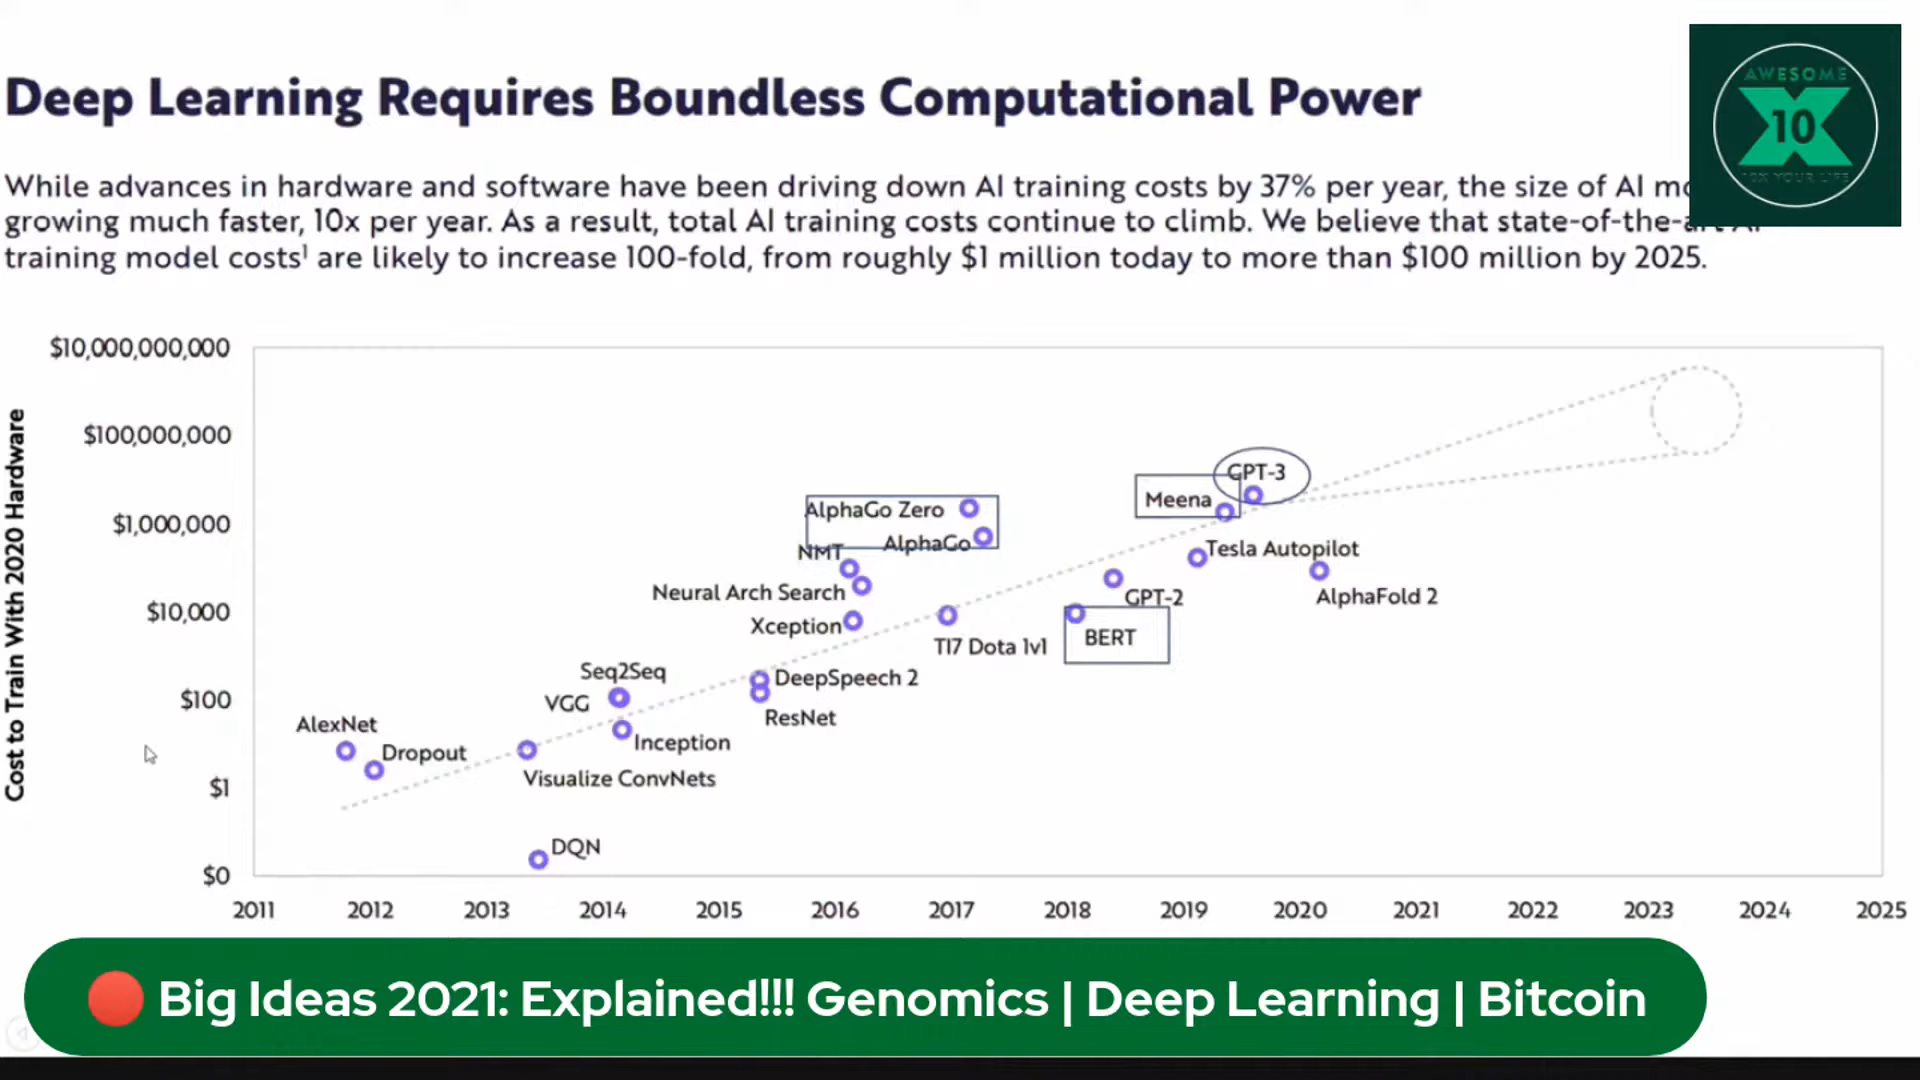 AWESOME
10
10X YOUR LIFE
Deep Learning Requires Boundless Computational Power
While advances in hardware and software have been driving down AI training costs by 37% per year, the size of AI
growing much faster, 10x per year. As a result, total AI training costs continue to climb. We believe that state-of-the-art AI
training model costs¹ are likely to increase 100-fold, from roughly $1 million today to more than $100 million by 2025.
Cost to Train With 2020 Hardware
$10,000,000,000
$100,000,000
$1,000,000
$10,000
$100
$1
$0
GPT-3
Meena
AlphaGo Zero
AlphaGo
NMT
Tesla Autopilot
Neural Arch Search
GPT-2
AlphaFold 2
Xception
TI7 Dota 1v1
BERT
Seq2Seq
DeepSpeech 2
VGG
ResNet
AlexNet
Inception
Dropout
Visualize ConvNets
DQN
2011 2012 2013 2014 2015 2016 2017 2018 2019 2020 2021 2022 2023 2024 2025
Big Ideas 2021: Explained!!! Genomics | Deep Learning | Bitcoin